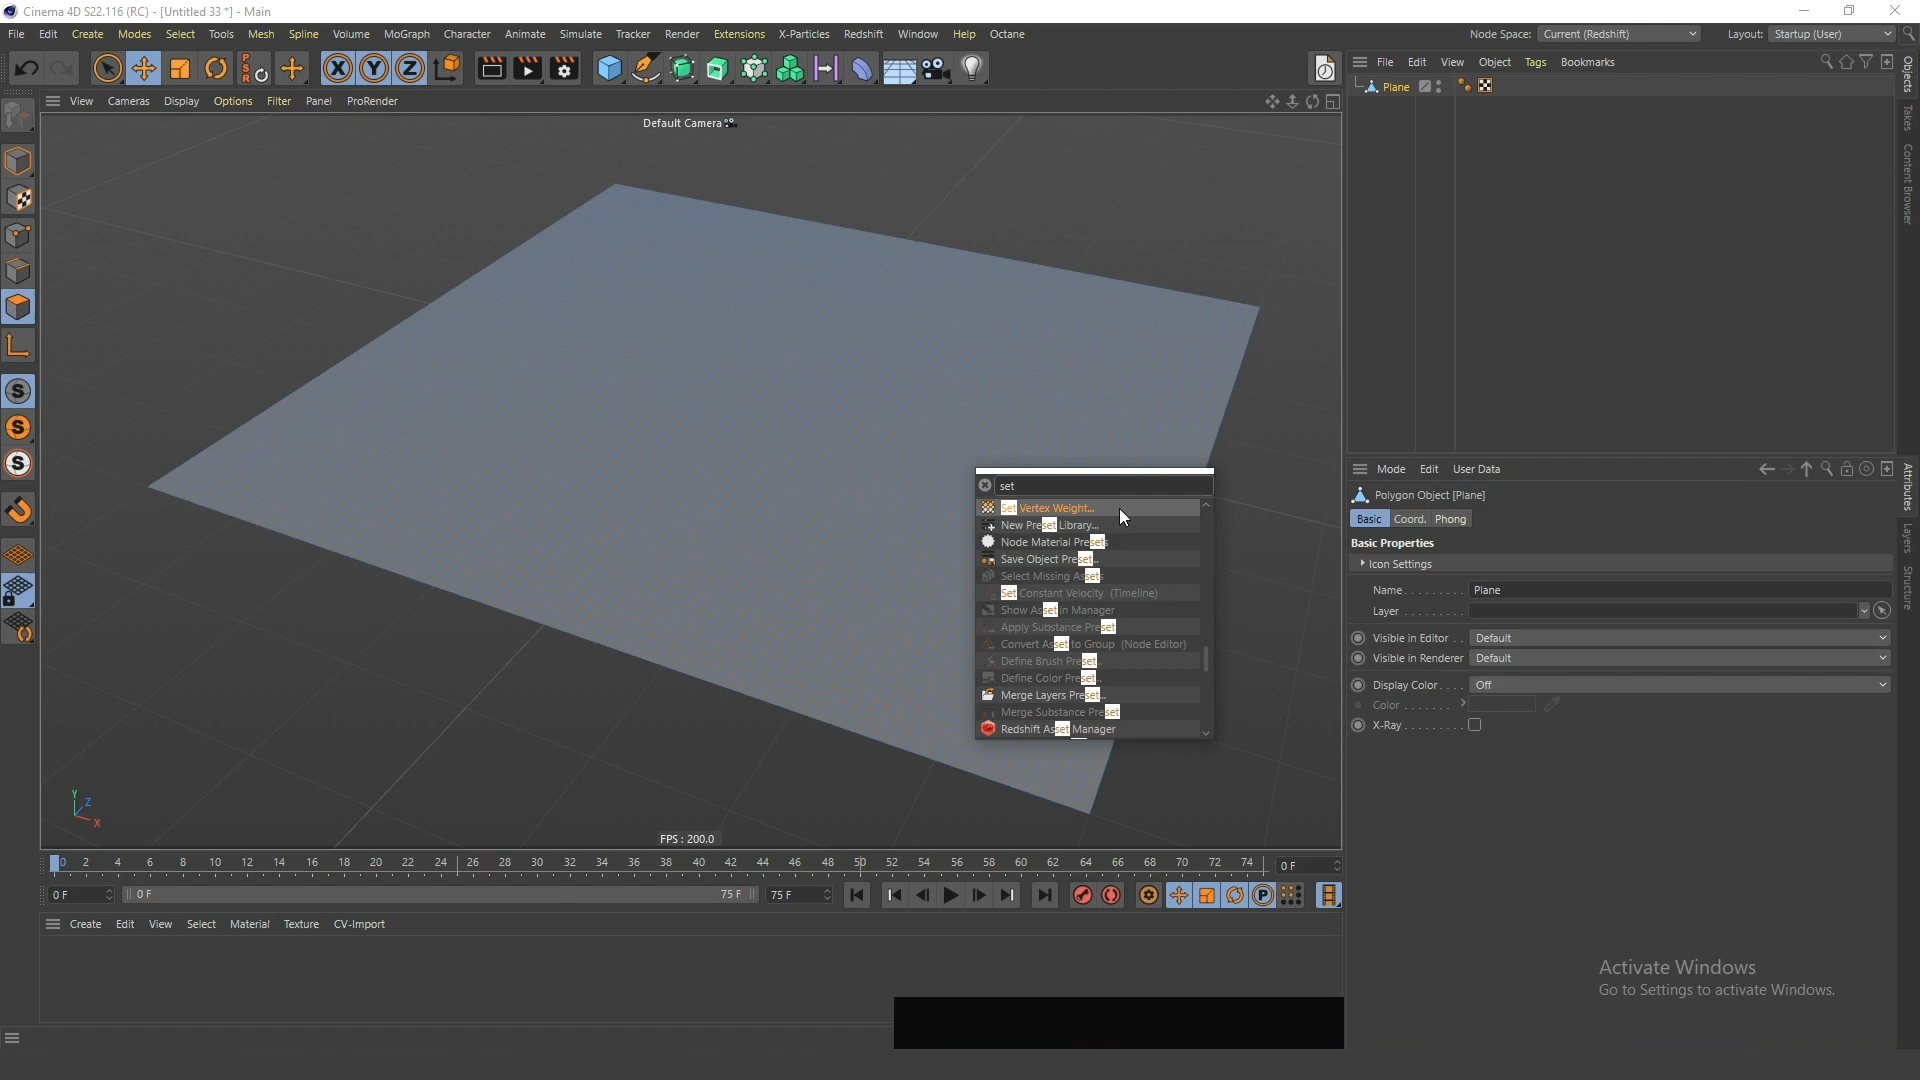 Cinema 4D S22.116 (RC) - [Untitled 33 *] - Main
File Edit Create Modes Select Tools Mesh Spline Volume MoGraph Character Animate Simulate Tracker Render Extensions X-Particles Redshift Window Help Octane
Node Space: Current (Redshift) Layout: Startup (User)
PSR
X Y Z
File Edit View Object Tags Bookmarks
Plane
View Cameras Display Options Filter Panel ProRender
Default Camera
set
Set Vertex Weight...
New Preset Library...
Node Material Presets
Save Object Preset...
Select Missing Assets
Set Constant Velocity (Timeline)
Show Asset in Manager
Apply Substance Preset
Convert Asset to Group (Node Editor)
Define Brush Preset...
Define Color Preset...
Merge Layers Preset...
Merge Substance Preset
Redshift Asset Manager
S
S
S
Y Z X
FPS : 200.0
0 2 4 6 8 10 12 14 16 18 20 22 24 26 28 30 32 34 36 38 40 42 44 46 48 50 52 54 56 58 60 62 64 66 68 70 72 74 0 F
0 F 0 F 75 F 75 F P
Create Edit View Select Material Texture CV-Import
Objects
Takes
Content Browser
Mode Edit User Data
Polygon Object [Plane]
Basic Coord. Phong
Basic Properties
Icon Settings
Name......... Plane
Layer .........
Visible in Editor . . Default
Visible in Renderer Default
Display Color.... Off
Color .......
X-Ray .........
Attributes
Layers
Structure
Activate Windows
Go to Settings to activate Windows.